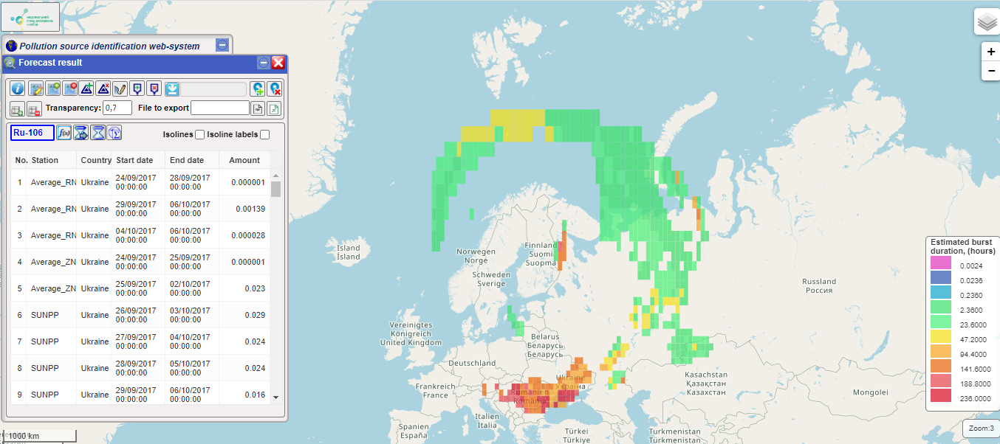 НАЦІОНАЛЬНИЙ
ФОНД ДОСЛІДЖЕНЬ
УКРАЇНИ
Pollution source identification web-system
Forecast result
Transparency: 0,7 File to export
Ru-106 f(x) Isolines Isoline labels
No. Station Country Start date End date Amount
1 Average_RN Ukraine 24/09/2017 00:00:00 28/09/2017 00:00:00 0.000001
2 Average_RN Ukraine 29/09/2017 00:00:00 06/10/2017 00:00:00 0.00139
3 Average_RN Ukraine 04/10/2017 00:00:00 06/10/2017 00:00:00 0.000028
4 Average_ZN Ukraine 24/09/2017 00:00:00 25/09/2017 00:00:00 0.000001
5 Average_ZN Ukraine 25/09/2017 00:00:00 02/10/2017 00:00:00 0.023
6 SUNPP Ukraine 26/09/2017 00:00:00 03/10/2017 00:00:00 0.029
7 SUNPP Ukraine 27/09/2017 00:00:00 04/10/2017 00:00:00 0.024
8 SUNPP Ukraine 28/09/2017 00:00:00 05/10/2017 00:00:00 0.024
9 SUNPP Ukraine 29/09/2017 00:00:00 06/10/2017 00:00:00 0.016
1000 km
Island
Ísland
Norwegen
Norge
Finnland
Suomi
Suopma
Schweden
Sverige
Russland
Россия
Vereinigtes
Königreich
United Kingdom
Belarus
Беларусь
Беларусь
Deutschland
Ukraine
Україна
Kasachstan
Қазақстан
Казахстан
Frankreich
France
Rumänien
România
Mongolei
Italien
Italia
Spanien
España
Türkei
Türkiye
Turkmenistan
Türkmenistan
+
−
Estimated burst
duration, (hours)
0.0024
0.0236
0.2360
2.3600
23.6000
47.2000
94.4000
141.6000
188.8000
236.0000
Zoom:3